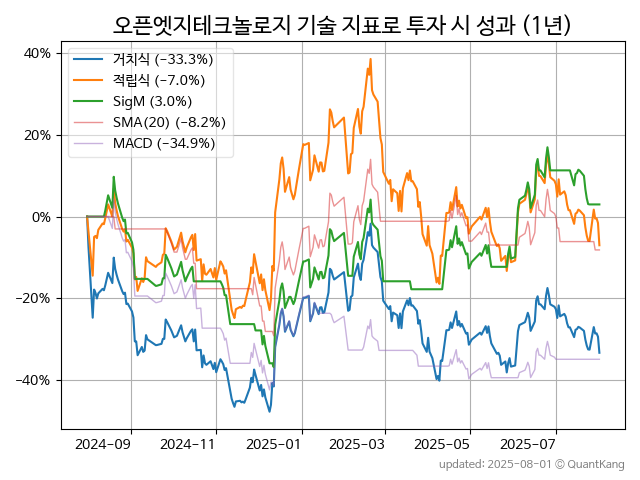 오픈엣지테크놀로지 기술 지표로 투자 시 성과 (1년)
40%
20%
0%
−20%
−40%
거치식 (−33.3%)
적립식 (−7.0%)
SigM (3.0%)
SMA(20) (−8.2%)
MACD (−34.9%)
2024−09
2024−11
2025−01
2025−03
2025−05
2025−07
updated: 2025-08-01 © QuantKang